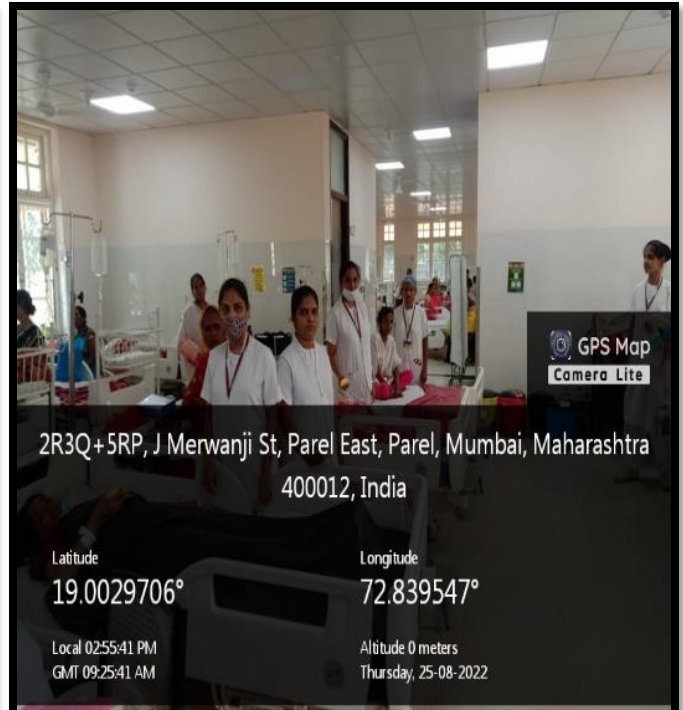 GPS Map
Camera Lite
2R3Q+5RP, J Merwanji St, Parel East, Parel, Mumbai, Maharashtra
400012, India
Latitude
19.0029706°
Longitude
72.839547°
Local 02:55:41 PM
GMT 09:25:41 AM
Altitude 0 meters
Thursday, 25-08-2022